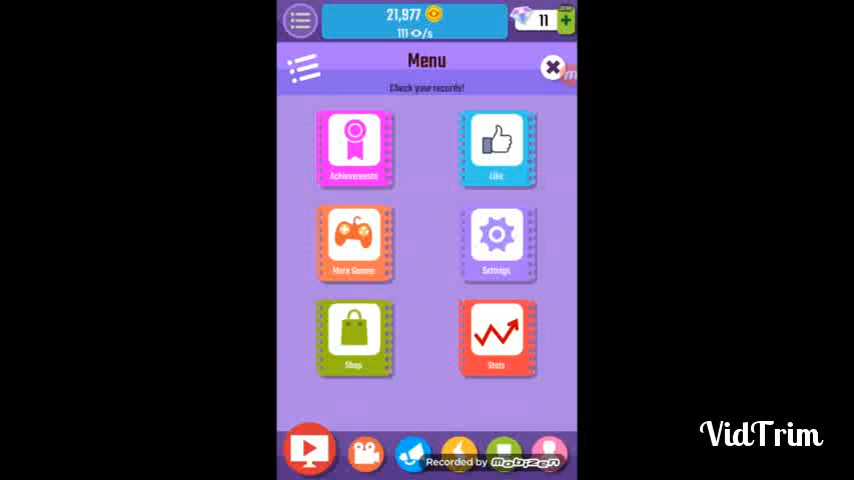 21,977
111 /s
11
Menu
Check your records!
Achievements
Like
More Games
Settings
Shop
Stats
VidTrim
Recorded by mobizen